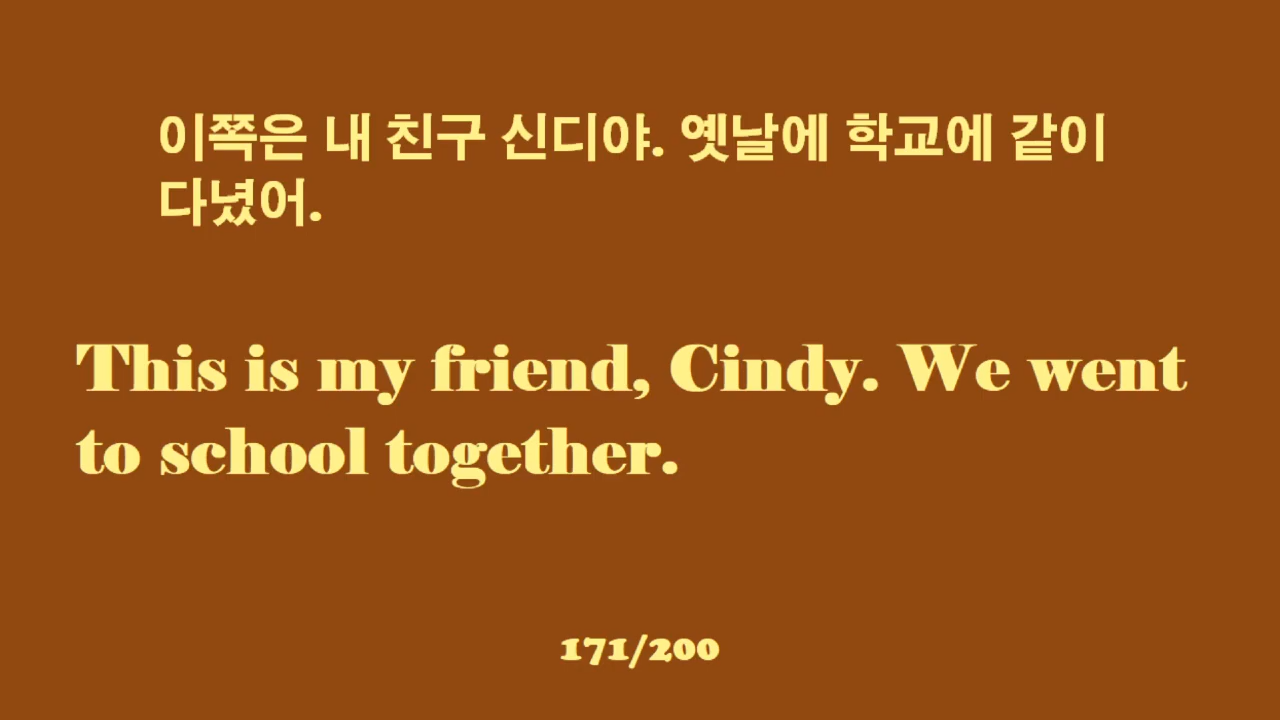 이쪽은 내 친구 신디야. 옛날에 학교에 같이
다녔어.
This is my friend, Cindy. We went
to school together.
171/200